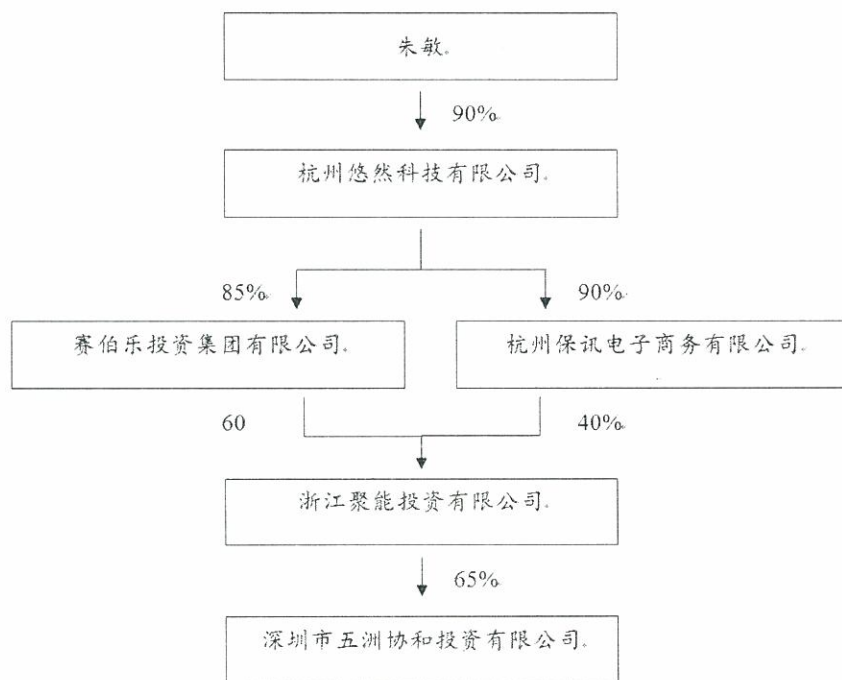 朱敏。
90%
杭州悠然科技有限公司。
85%
90%
赛伯乐投资集团有限公司。
杭州保讯电子商务有限公司。
60
40%
浙江聚能投资有限公司。
65%
深圳市五洲协和投资有限公司。